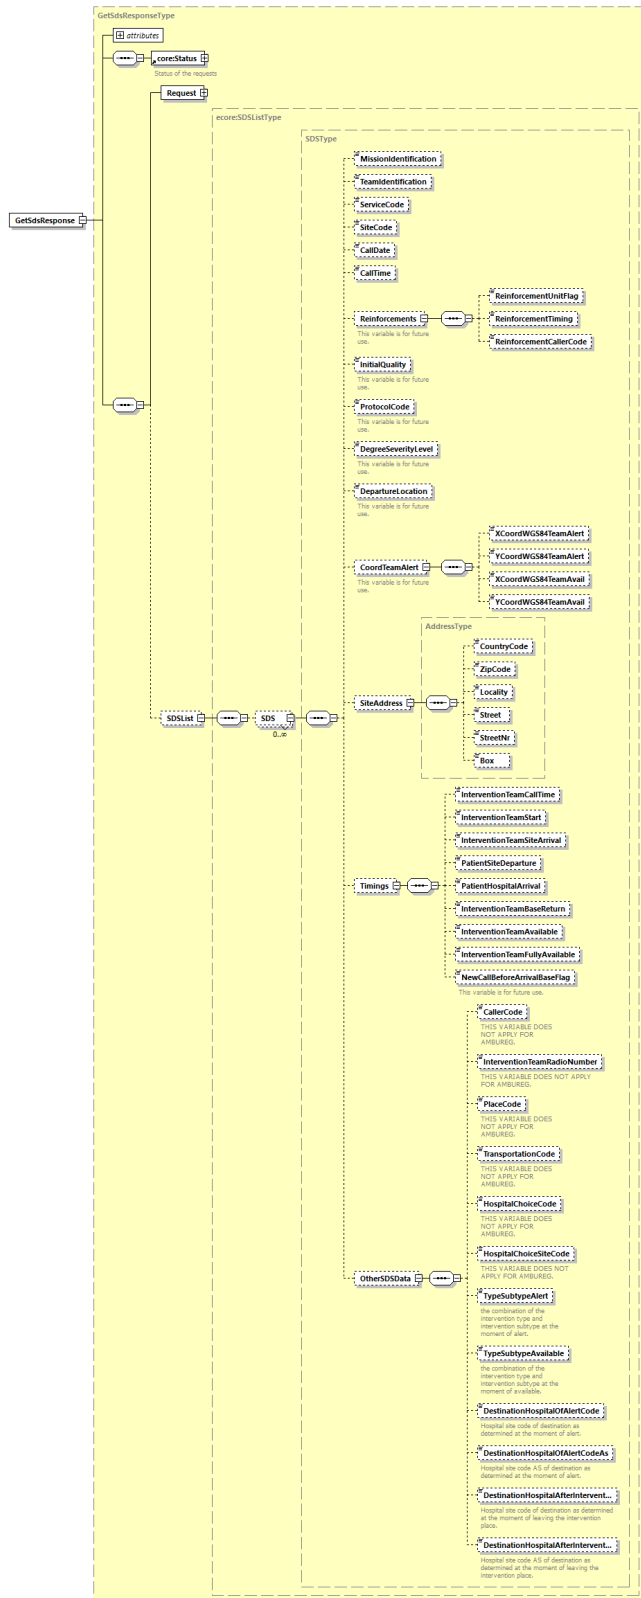 GetSdsResponseType
attributes
core:Status
Status of the requests
Request
ecore:SDSListType
SDSType
MissionIdentification
TeamIdentification
ServiceCode
SiteCode
GetSdsResponse
CallDate
CallTime
ReinforcementUnitFlag
Reinforcements
ReinforcementTiming
This variable is for future
use.
ReinforcementCallerCode
InitialQuality
This variable is for future
use.
ProtocolCode
This variable is for future
use.
DegreeSeverityLevel
This variable is for future
use.
DepartureLocation
This variable is for future
use.
XCoordWGS84TeamAlert
YCoordWGS84TeamAlert
CoordTeamAlert
This variable is for future
use.
XCoordWGS84TeamAvail
YCoordWGS84TeamAvail
AddressType
CountryCode
ZipCode
Locality
SiteAddress
Street
SDSList
SDS
0..∞
StreetNr
Box
InterventionTeamCallTime
InterventionTeamStart
InterventionTeamSiteArrival
PatientSiteDeparture
Timings
PatientHospitalArrival
InterventionTeamBaseReturn
InterventionTeamAvailable
InterventionTeamFullyAvailable
NewCallBeforeArrivalBaseFlag
This variable is for future use.
CallerCode
THIS VARIABLE DOES
NOT APPLY FOR
AMBUREG.
InterventionTeamRadioNumber
THIS VARIABLE DOES NOT APPLY
FOR AMBUREG.
PlaceCode
THIS VARIABLE DOES
NOT APPLY FOR
AMBUREG.
TransportationCode
THIS VARIABLE DOES
NOT APPLY FOR
AMBUREG.
HospitalChoiceCode
THIS VARIABLE DOES
NOT APPLY FOR
AMBUREG.
HospitalChoiceSiteCode
THIS VARIABLE DOES NOT
APPLY FOR AMBUREG.
OtherSDSData
TypeSubtypeAlert
the combination of the
intervention type and
intervention subtype at the
moment of alert.
TypeSubtypeAvailable
the combination of the
intervention type and
intervention subtype at the
moment of available.
DestinationHospitalOfAlertCode
Hospital site code of destination as
determined at the moment of alert.
DestinationHospitalOfAlertCodeAs
Hospital site code AS of destination as
determined at the moment of alert.
DestinationHospitalAfterIntervent...
Hospital site code of destination as determined
at the moment of leaving the intervention
place.
DestinationHospitalAfterIntervent...
Hospital site code AS of destination as
determined at the moment of leaving the
intervention place.